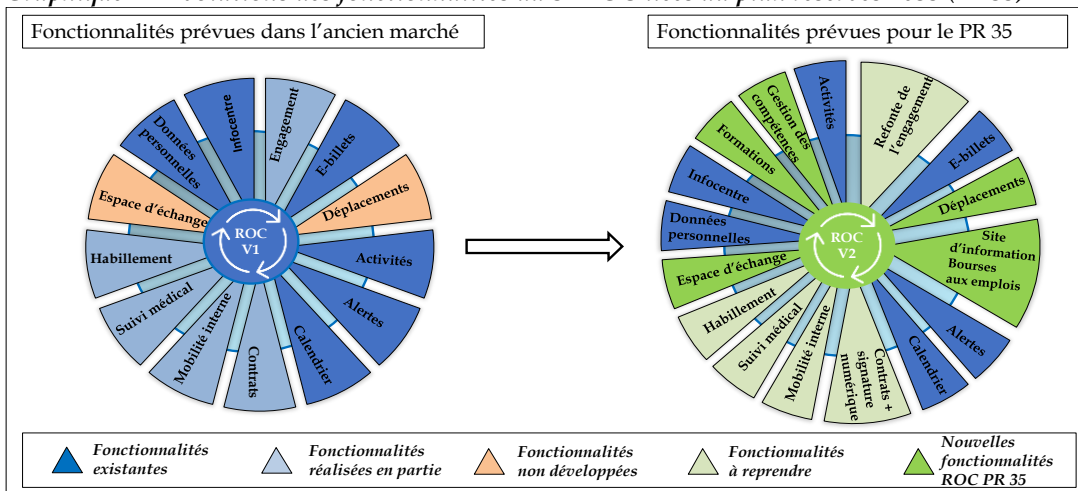 Fonctionnalités prévues dans l'ancien marché
Fonctionnalités prévues pour le PR 35
Infocentre
Engagement
E-billets
Déplacements
Activités
Alertes
Calendrier
Contrats
Mobilité interne
Suivi médical
Habillement
Espace d'échange
Données
personnelles
ROC
V1
Activités
Refonte de
l'engagement
E-billets
Déplacements
Site
d'information
Bourses
aux emplois
Alertes
Calendrier
Contrats +
signature
numérique
Mobilité interne
Suivi médical
Habillement
Espace d'échange
Données
personnelles
Infocentre
Formations
Gestion des
compétences
ROC
V2
Fonctionnalités
existantes
Fonctionnalités
réalisées en partie
Fonctionnalités
non développées
Fonctionnalités
à reprendre
Nouvelles
fonctionnalités
ROC PR 35